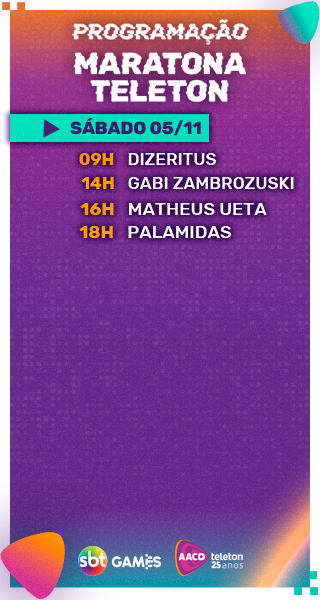 PROGRAMAÇÃO
MARATONA
TELETON
SÁBADO 05/11
09H DIZERITUS
14H GABI ZAMBROZUSKI
16H MATHEUS UETA
18H PALAMIDAS
sbt GAMES
AACD teleton
25 anos